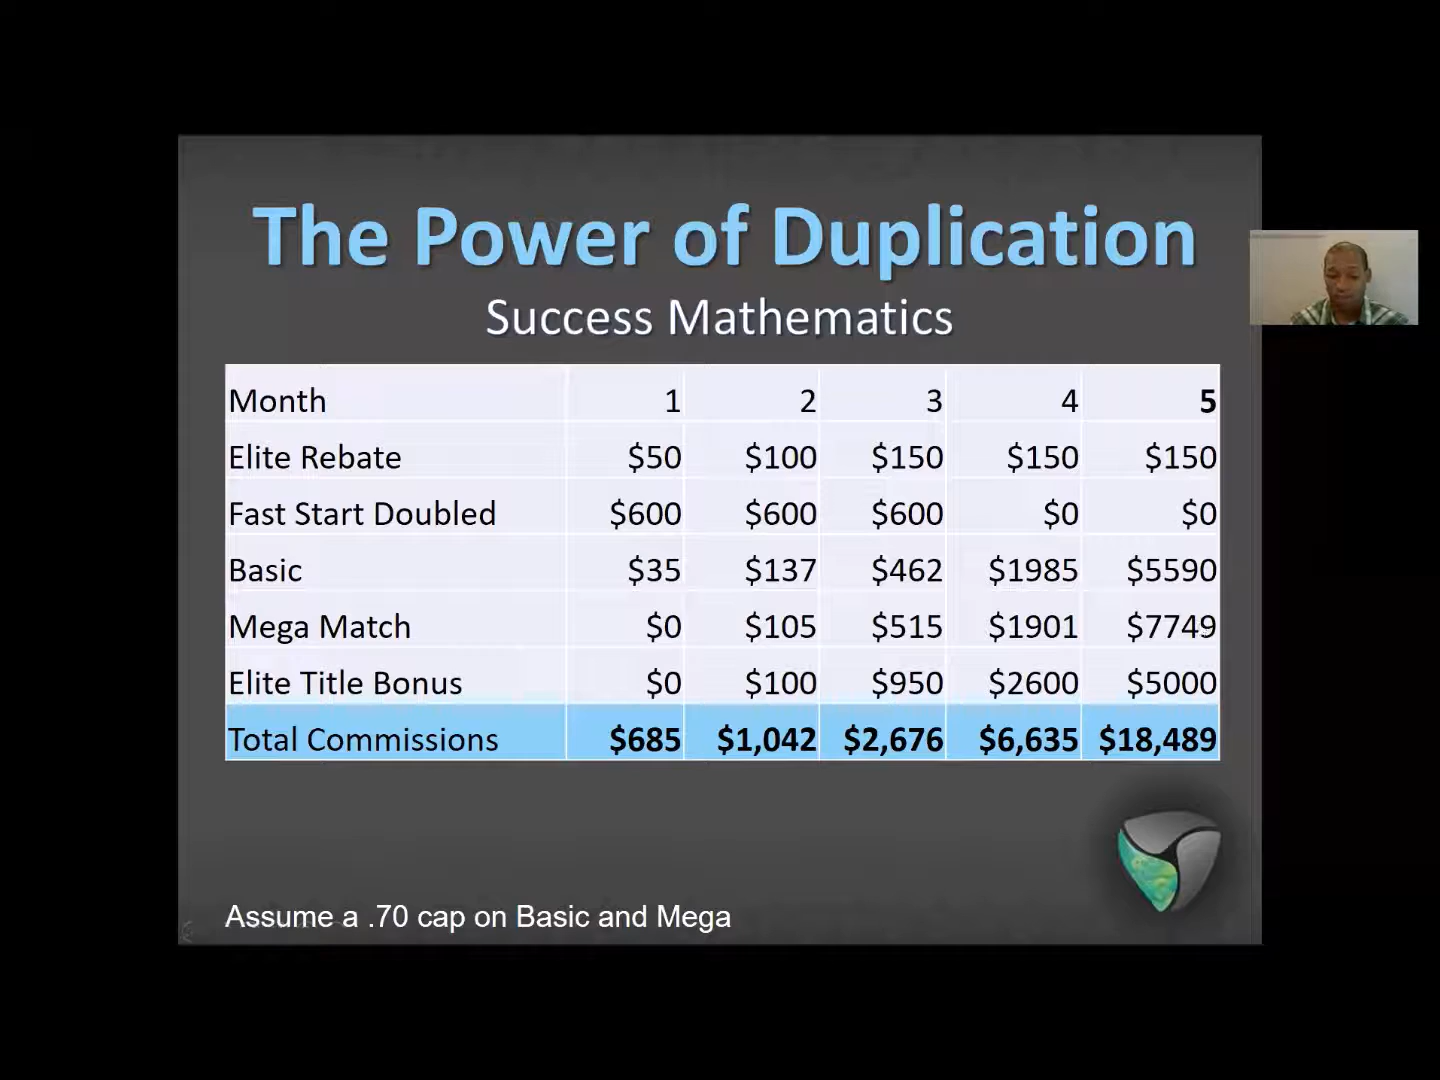 The Power of Duplication
Success Mathematics
Month 1 2 3 4 5
Elite Rebate $50 $100 $150 $150 $150
Fast Start Doubled $600 $600 $600 $0 $0
Basic $35 $137 $462 $1985 $5590
Mega Match $0 $105 $515 $1901 $7749
Elite Title Bonus $0 $100 $950 $2600 $5000
Total Commissions $685 $1,042 $2,676 $6,635 $18,489
Assume a .70 cap on Basic and Mega